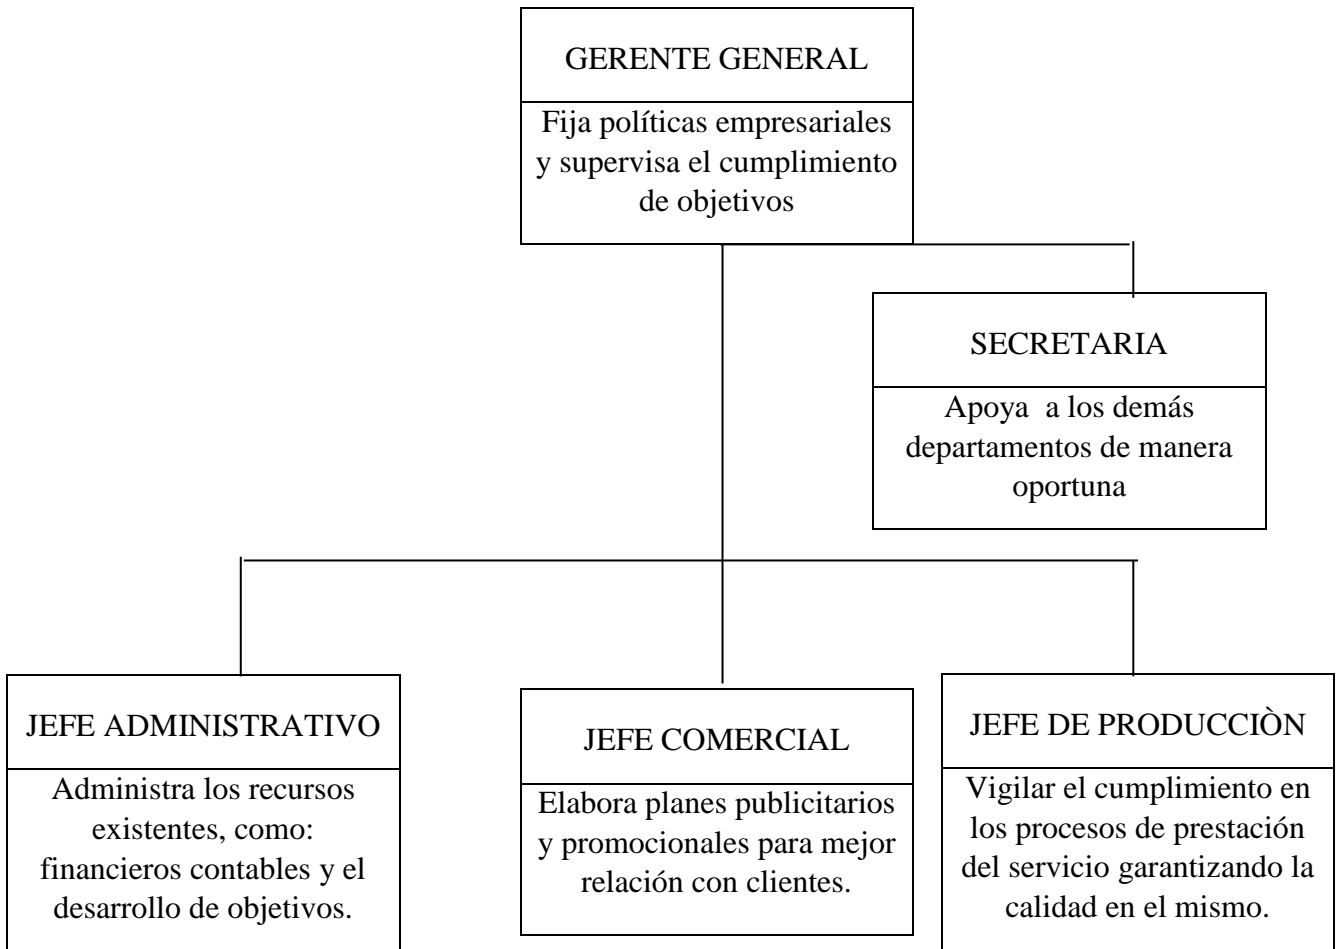 GERENTE GENERAL
Fija políticas empresariales
y supervisa el cumplimiento
de objetivos
SECRETARIA
Apoya  a los demás
departamentos de manera
oportuna
JEFE ADMINISTRATIVO
Administra los recursos
existentes, como:
financieros contables y el
desarrollo de objetivos.
JEFE COMERCIAL
Elabora planes publicitarios
y promocionales para mejor
relación con clientes.
JEFE DE PRODUCCIÒN
Vigilar el cumplimiento en
los procesos de prestación
del servicio garantizando la
calidad en el mismo.